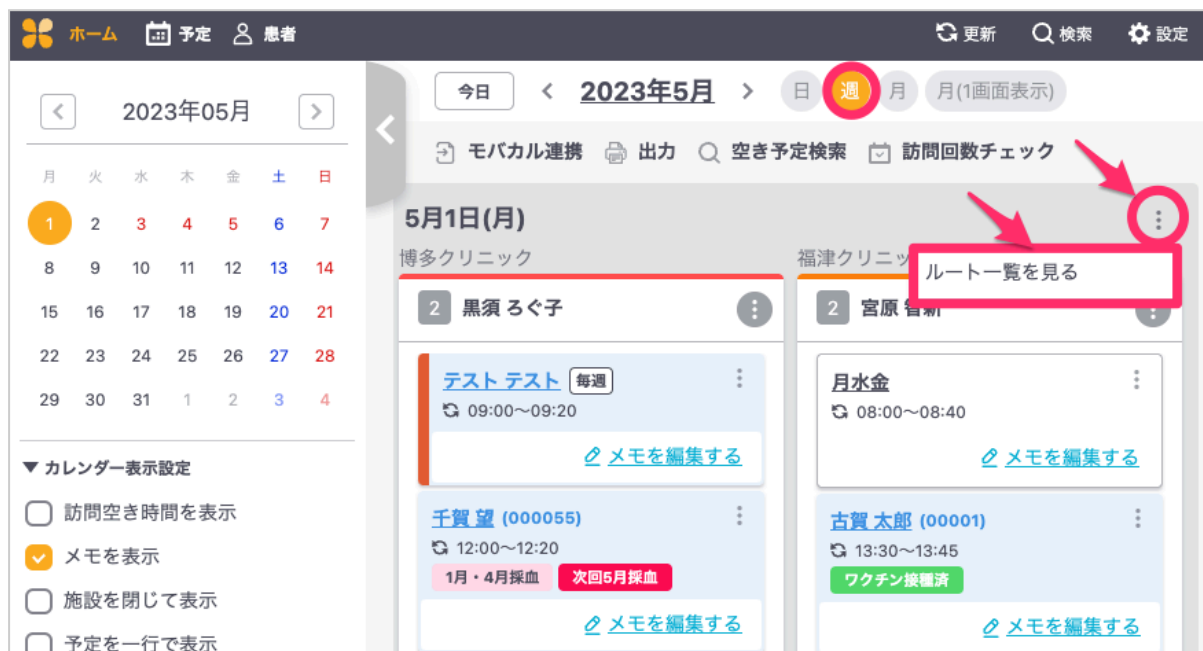 ホーム 予定 患者 更新 検索 設定
今日 2023年5月 日 週 月 月(1画面表示)
2023年05月
モバカル連携 出力 空き予定検索 訪問回数チェック
月 火 水 木 金 土 日
1 2 3 4 5 6 7
8 9 10 11 12 13 14
15 16 17 18 19 20 21
22 23 24 25 26 27 28
29 30 31 1 2 3 4
▼カレンダー表示設定
訪問空き時間を表示
メモを表示
施設を閉じて表示
予定を一行で表示
5月1日(月)
ルート一覧を見る
博多クリニック
2 黒須 ろぐ子
テスト テスト 毎週
09:00〜09:20
メモを編集する
千賀 望 (000055)
12:00〜12:20
1月・4月採血 次回5月採血
メモを編集する
福津クリニッ
2 宮原
月水金
08:00〜08:40
メモを編集する
古賀 太郎 (00001)
13:30〜13:45
ワクチン接種済
メモを編集する